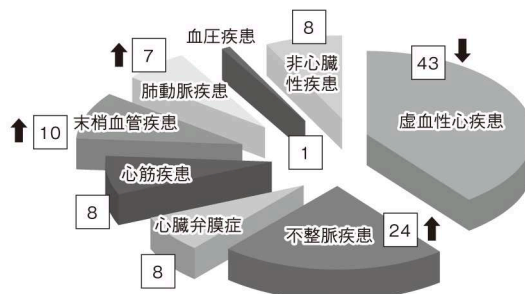 血圧疾患
8
非心臓
性疾患
43
虚血性心疾患
7
肺動脈疾患
10
末梢血管疾患
1
心筋疾患
8
心臓弁膜症
8
不整脈疾患
24